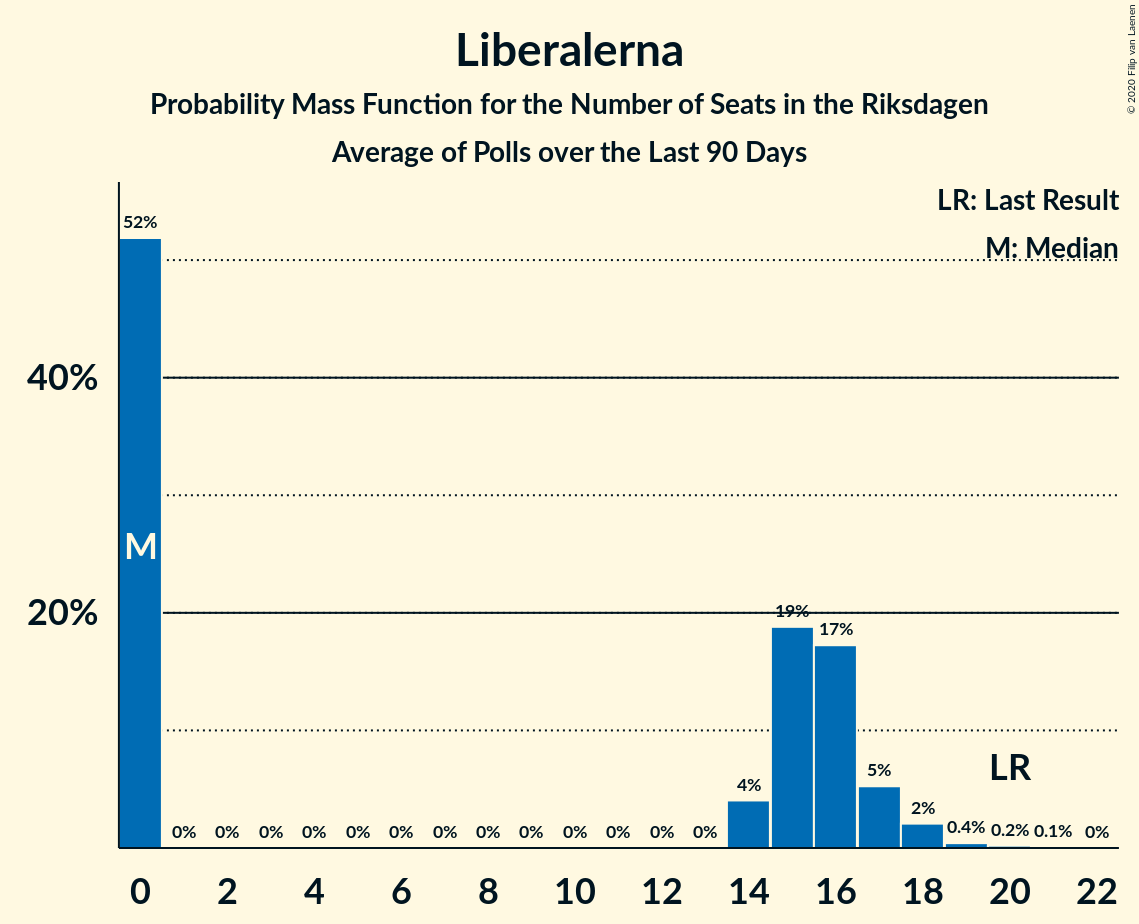 Liberalerna
Probability Mass Function for the Number of Seats in the Riksdagen
Average of Polls over the Last 90 Days
© 2020 Filip van Laenen
LR: Last Result
M: Median
52%
40%
M
20%
19%
17%
LR
5%
4%
2%
0% 0% 0% 0% 0% 0% 0% 0% 0% 0% 0% 0% 0% 0.4% 0.2% 0.1% 0%
0 2 4 6 8 10 12 14 16 18 20 22